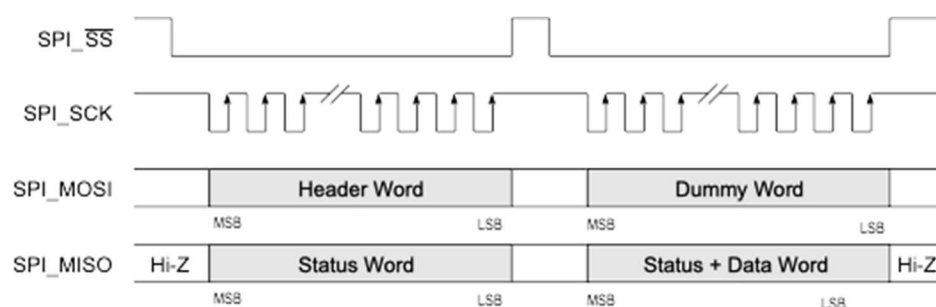 SPI_SS
SPI_SCK
SPI_MOSI Header Word Dummy Word
MSB LSB MSB LSB
SPI_MISO Hi-Z Status Word Status + Data Word Hi-Z
MSB LSB MSB LSB